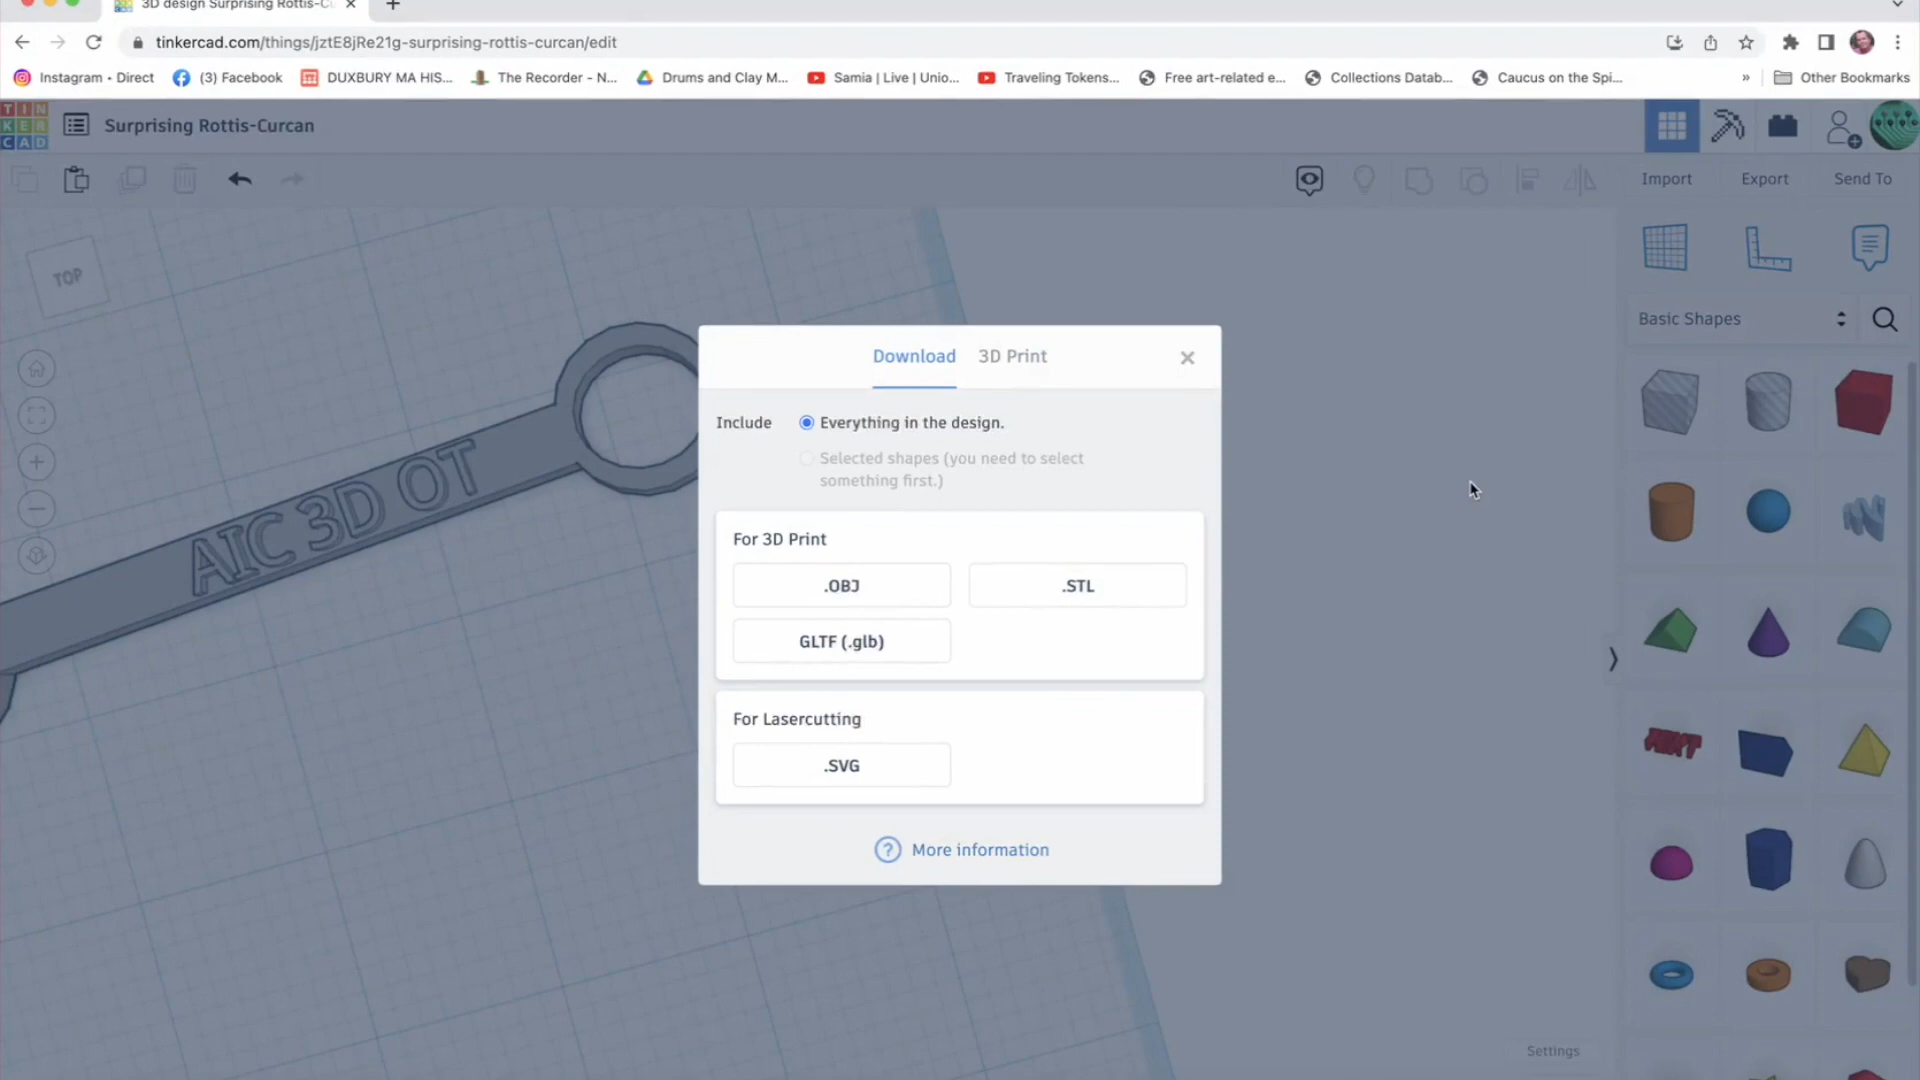 3D design Surprising Rottis-Cu
tinkercad.com/things/jztE8jRe21g-surprising-rottis-curcan/edit
Instagram • Direct
(3) Facebook
DUXBURY MA HIS...
The Recorder - N...
Drums and Clay M...
Samia | Live | Unio...
Traveling Tokens...
Free art-related e...
Collections Datab...
Caucus on the Spi...
»
Other Bookmarks
TIN
KER
CAD
Surprising Rottis-Curcan
Import
Export
Send To
TOP
Basic Shapes
AIC 3D OT
Download
3D Print
Include
Everything in the design.
Selected shapes (you need to select
something first.)
For 3D Print
.OBJ
.STL
GLTF (.glb)
For Lasercutting
.SVG
? More information
Settings